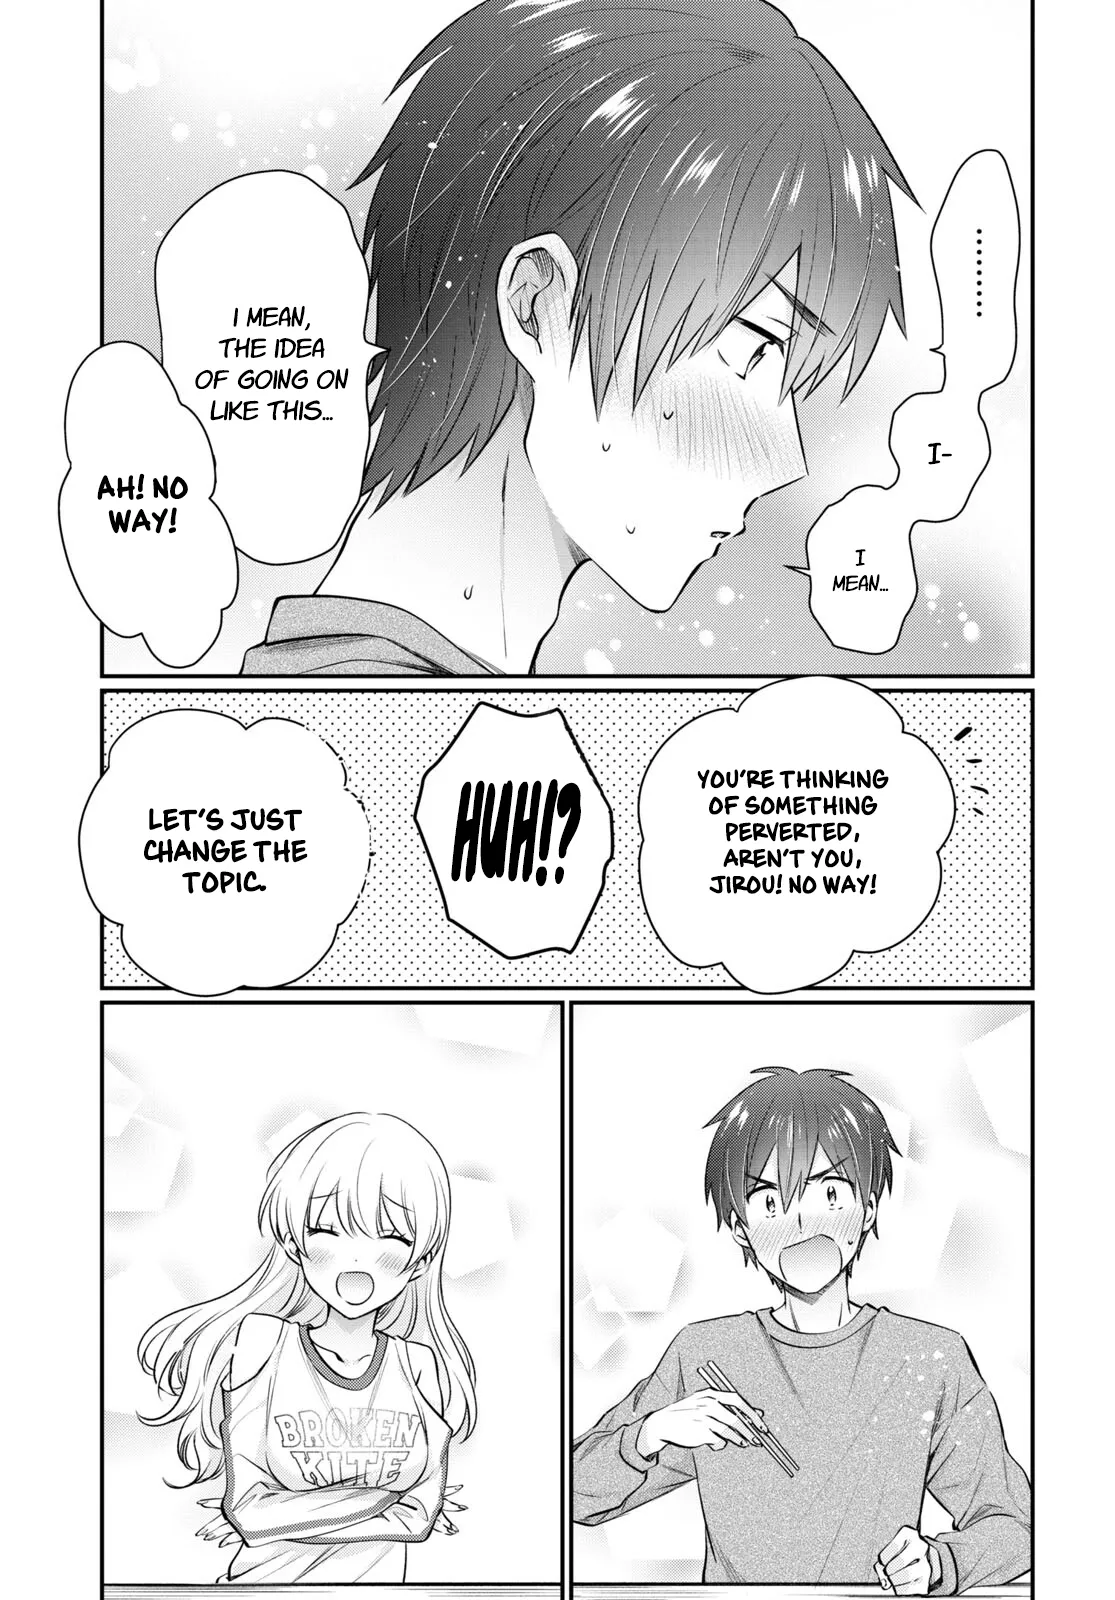 .........
I-
I
MEAN...
I MEAN,
THE IDEA
OF GOING ON
LIKE THIS...
AH! NO
WAY!
YOU'RE THINKING
OF SOMETHING
PERVERTED,
AREN'T YOU,
JIROU! NO WAY!
HUH!?
LET'S JUST
CHANGE THE
TOPIC.
BROKEN
KITE